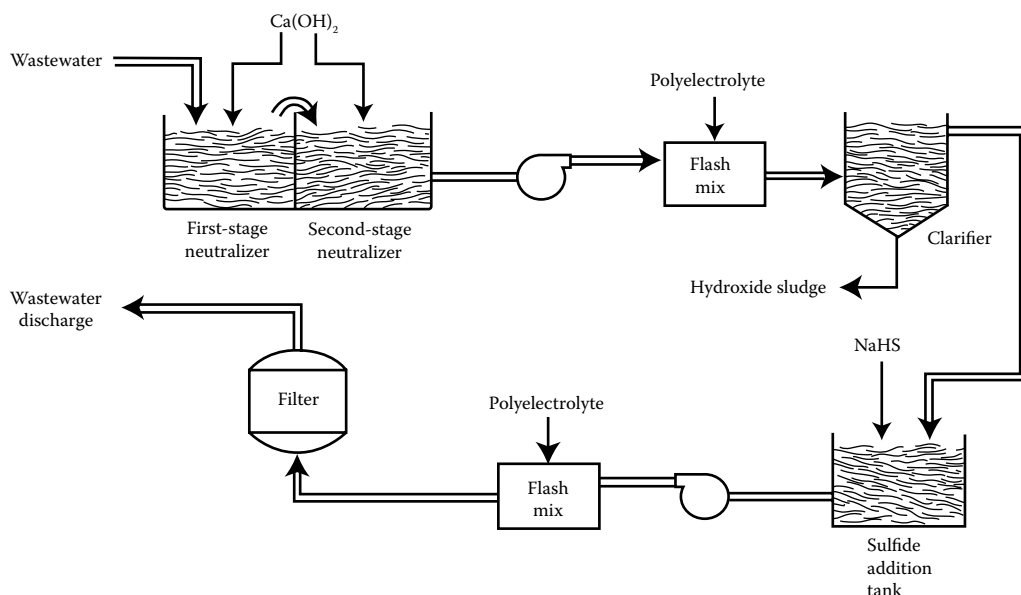 Ca(OH)₂
Wastewater
Polyelectrolyte
Flash
mix
First-stage
neutralizer
Second-stage
neutralizer
Clarifier
Hydroxide sludge
Wastewater
discharge
NaHS
Filter
Polyelectrolyte
Flash
mix
Sulfide
addition
tank